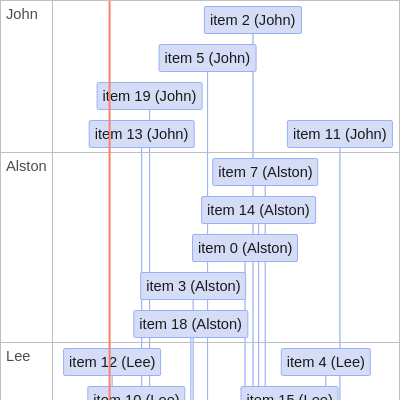 John
item 2 (John)
item 5 (John)
item 19 (John)
item 13 (John)
item 11 (John)
Alston
item 7 (Alston)
item 14 (Alston)
item 0 (Alston)
item 3 (Alston)
item 18 (Alston)
Lee
item 12 (Lee)
item 4 (Lee)
item 10 (Lee)
item 15 (Lee)